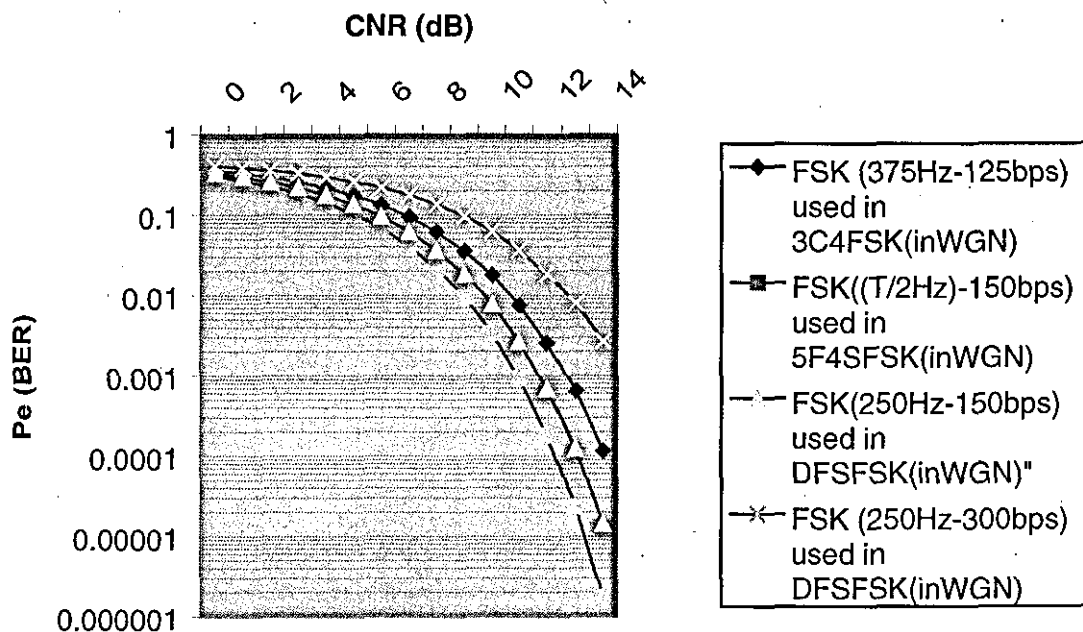 CNR (dB)
0 2 4 6 8 10 12 14
1
0.1
0.01
0.001
0.0001
0.00001
0.000001
Pe (BER)
FSK (375Hz-125bps)
used in
3C4FSK(inWGN)
FSK((T/2Hz)-150bps)
used in
5F4SFSK(inWGN)
FSK(250Hz-150bps)
used in
DFSFSK(inWGN)"
FSK (250Hz-300bps)
used in
DFSFSK(inWGN)